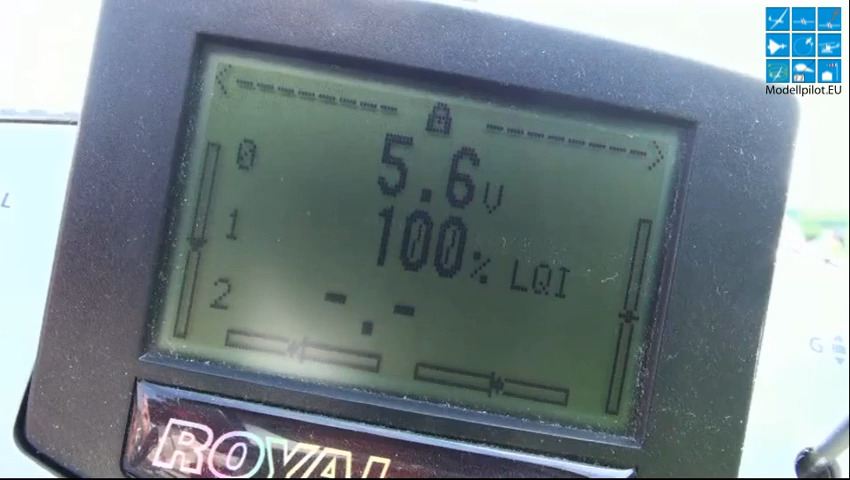 Modellpilot.EU
0 5.6V
1 100% LQI
2 -.-
L
G
ROYAL